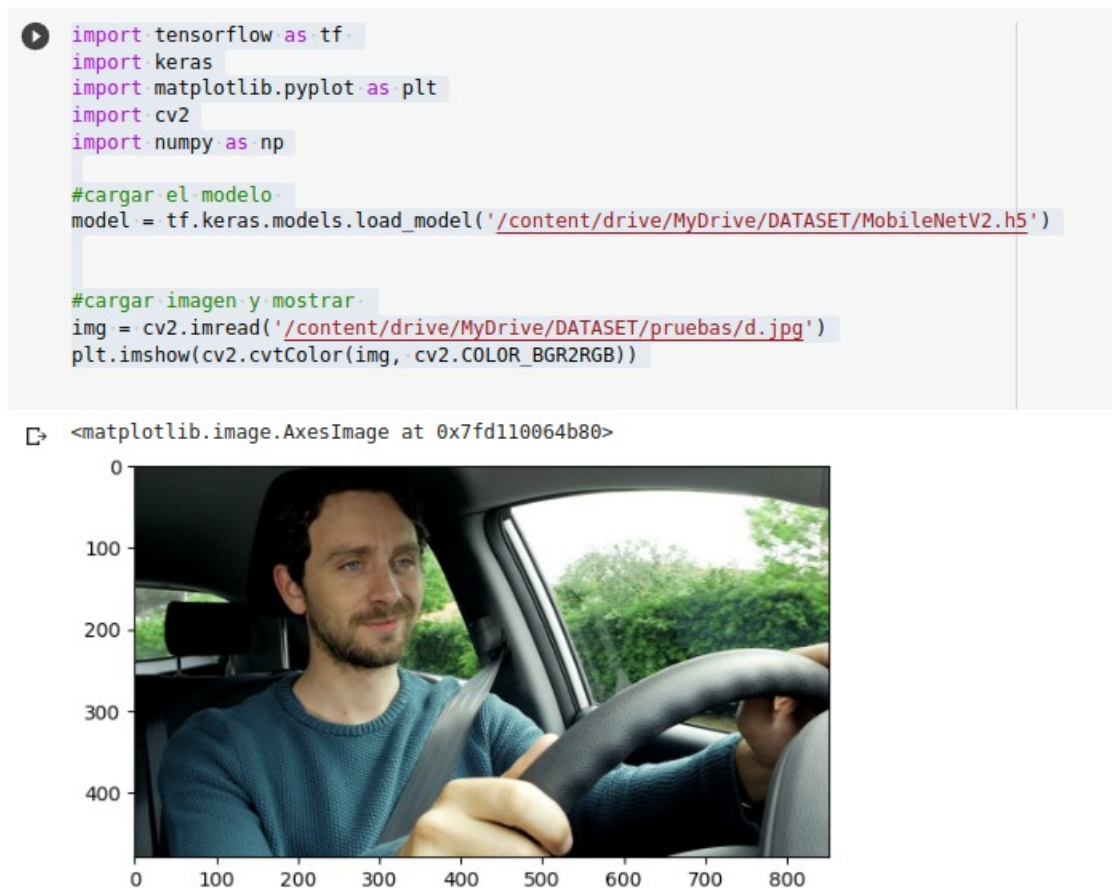 import tensorflow as tf
import keras
import matplotlib.pyplot as plt
import cv2
import numpy as np
#cargar el modelo
model = tf.keras.models.load_model('/content/drive/MyDrive/DATASET/MobileNetV2.h5')
#cargar imagen y mostrar
img = cv2.imread('/content/drive/MyDrive/DATASET/pruebas/d.jpg')
plt.imshow(cv2.cvtColor(img, cv2.COLOR_BGR2RGB))
<matplotlib.image.AxesImage at 0x7fd110064b80>
0
100
200
300
400
0 100 200 300 400 500 600 700 800